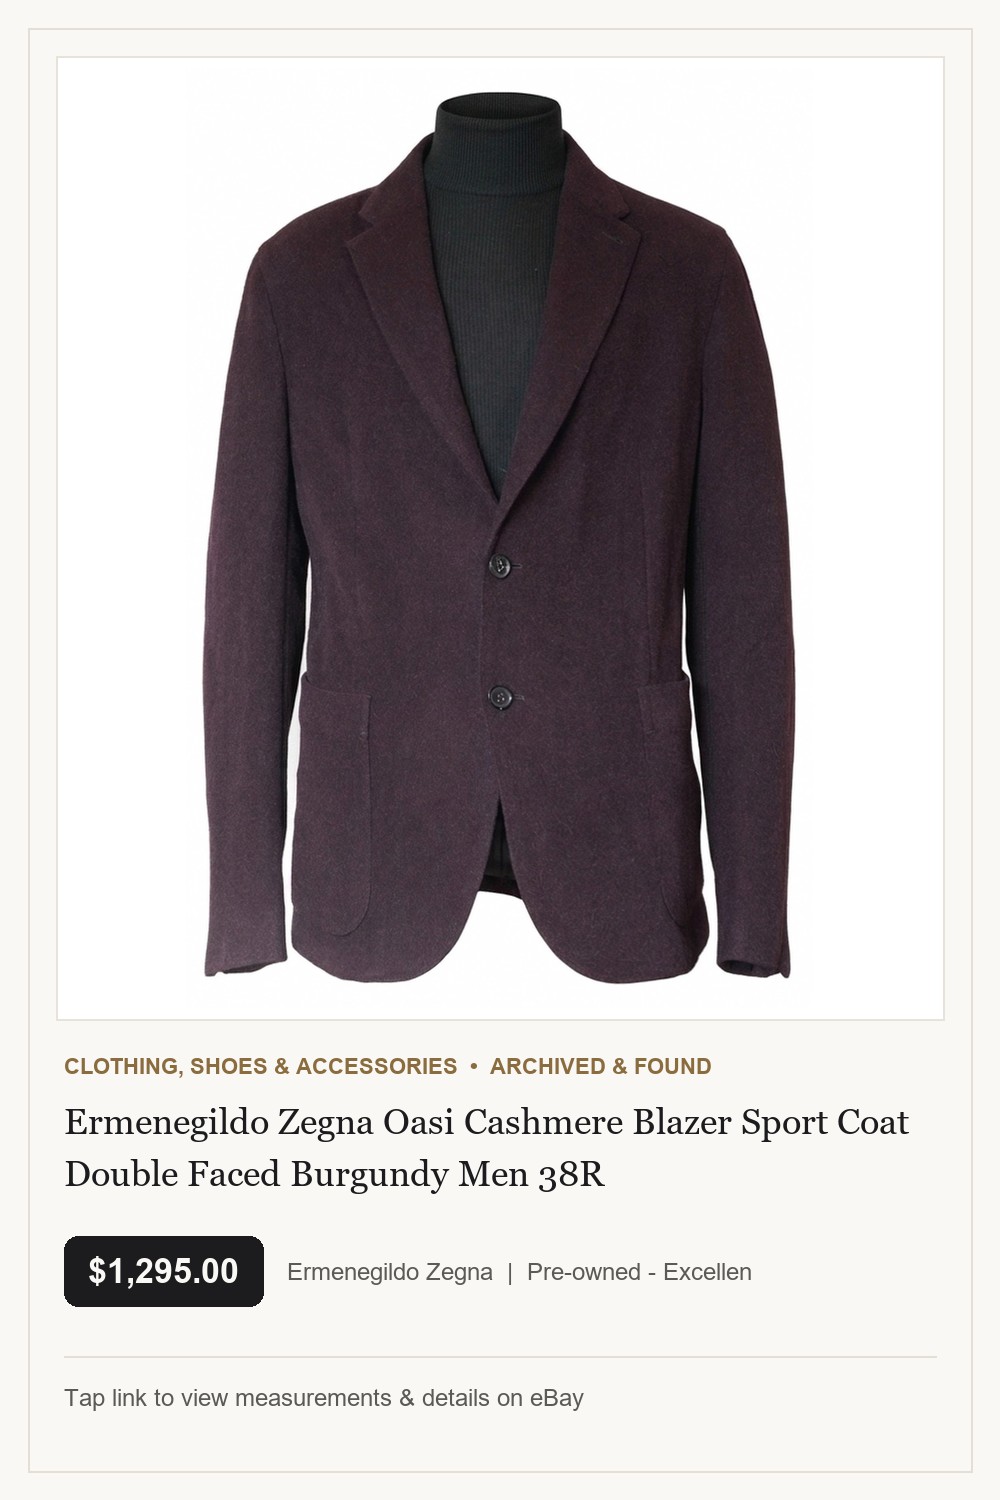 CLOTHING, SHOES & ACCESSORIES • ARCHIVED & FOUND
Ermenegildo Zegna Oasi Cashmere Blazer Sport Coat
Double Faced Burgundy Men 38R
$1,295.00
Ermenegildo Zegna | Pre-owned - Excellen
Tap link to view measurements & details on eBay